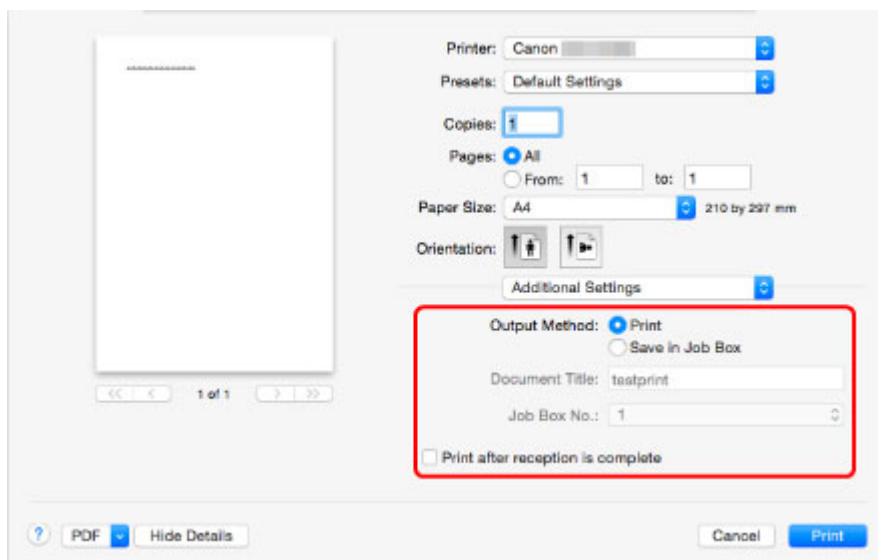 Printer: Canon
Presets: Default Settings
Copies: 1
Pages: All
From: 1 to: 1
Paper Size: A4 210 by 297 mm
Orientation:
Additional Settings
Output Method: Print
Save in Job Box
Document Title: testprint
Job Box No.: 1
Print after reception is complete
<< < 1 of 1 > >>
? PDF Hide Details Cancel Print